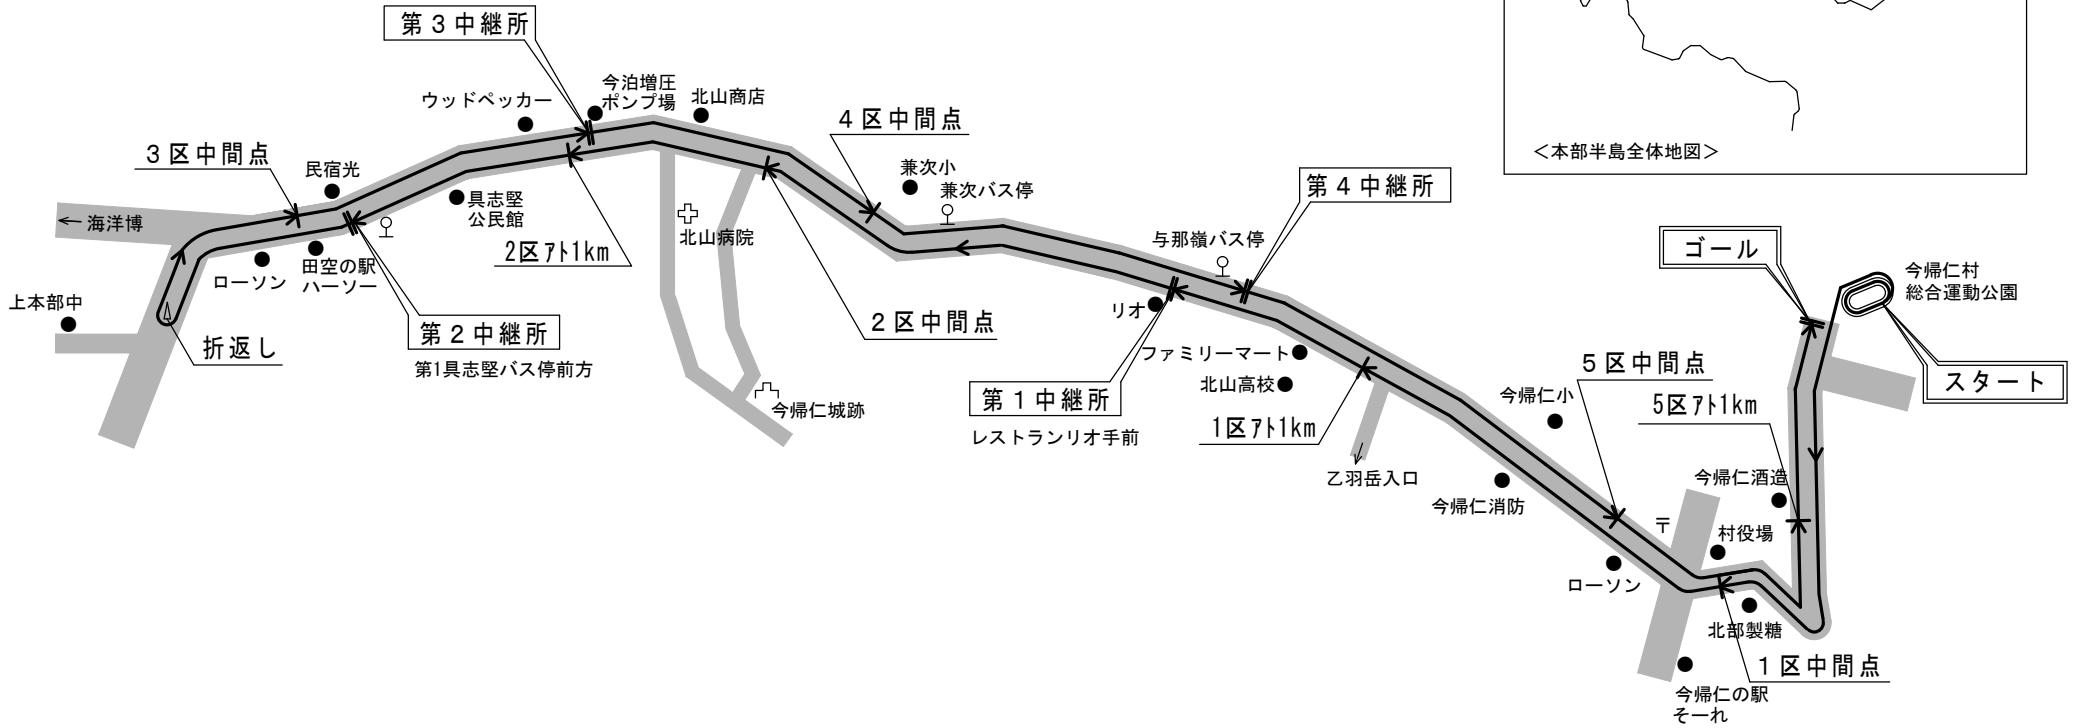 第3中継所
ウッドペッカー
今泊増圧
ポンプ場
北山商店
4区中間点
3区中間点
民宿光
兼次小
兼次バス停
第4中継所
＜本部半島全体地図＞
海洋博
具志堅
公民館
北山病院
2区ｱﾄ1km
与那嶺バス停
ゴール
今帰仁村
総合運動公園
ローソン
田空の駅
ハーソー
上本部中
折返し
第2中継所
第1具志堅バス停前方
2区中間点
リオ
ファミリーマート
北山高校
5区中間点
スタート
今帰仁城跡
第1中継所
レストランリオ手前
1区ｱﾄ1km
今帰仁小
5区ｱﾄ1km
乙羽岳入口
今帰仁消防
今帰仁酒造
〒
村役場
ローソン
北部製糖
1区中間点
今帰仁の駅
そーれ